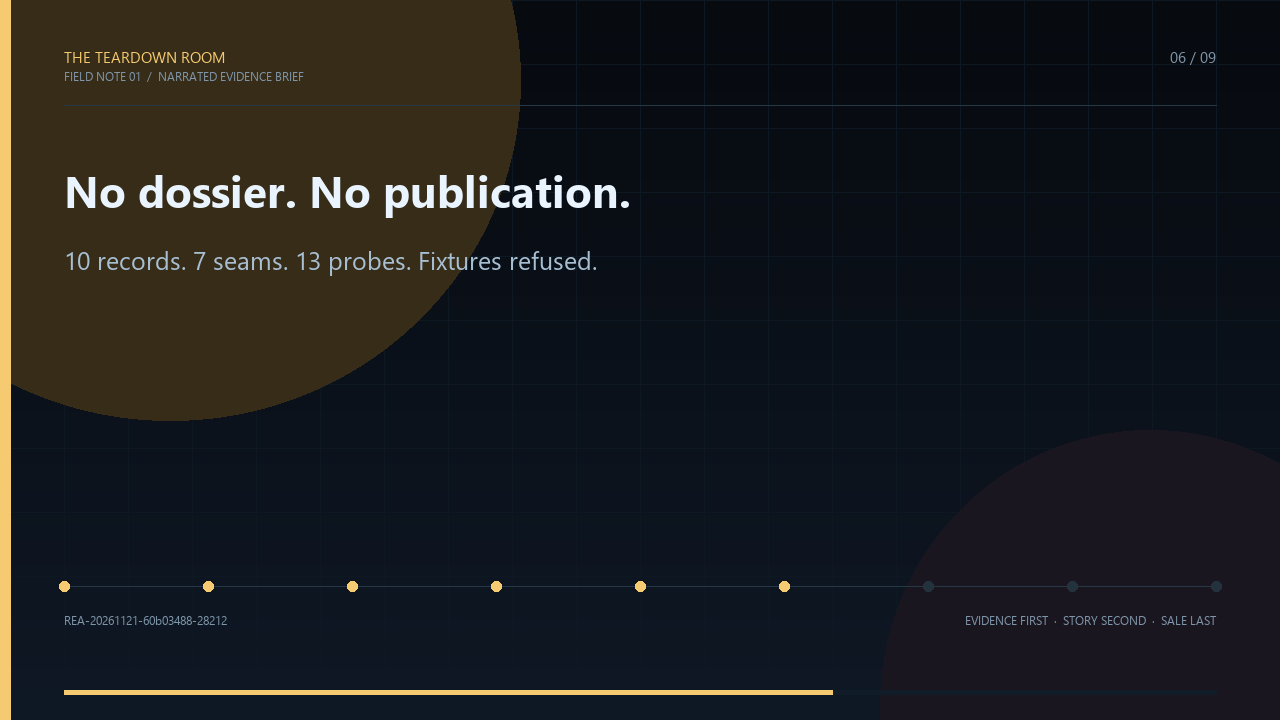 THE TEARDOWN ROOM
06 / 09
FIELD NOTE 01 / NARRATED EVIDENCE BRIEF
No dossier. No publication.
10 records. 7 seams. 13 probes. Fixtures refused.
REA-20261121-60b03488-28212
EVIDENCE FIRST · STORY SECOND · SALE LAST